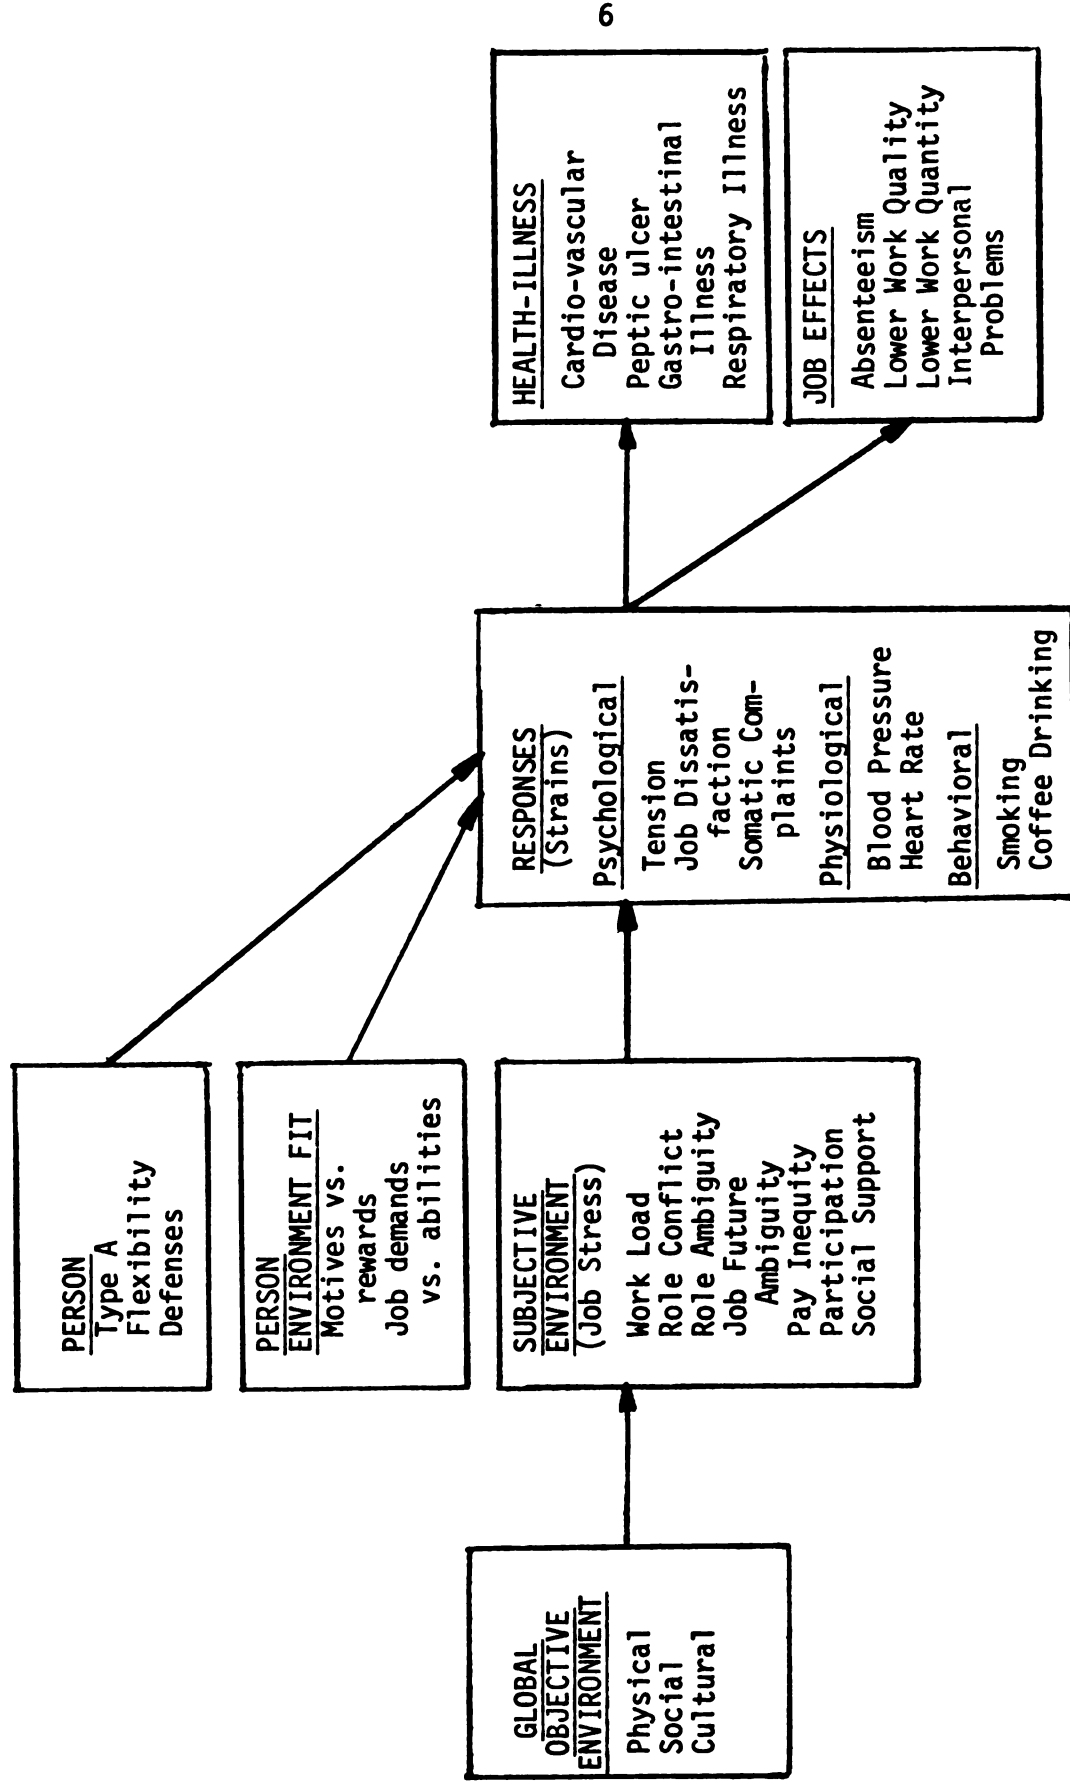 6
PERSON
Type A
Flexibility
Defenses
PERSON
ENVIRONMENT FIT
Motives vs.
rewards
Job demands
vs. abilities
GLOBAL
OBJECTIVE
ENVIRONMENT
Physical
Social
Cultural
SUBJECTIVE
ENVIRONMENT
(Job Stress)
Work Load
Role Conflict
Role Ambiguity
Job Future
Ambiguity
Pay Inequity
Participation
Social Support
RESPONSES
(Strains)
Psychological
Tension
Job Dissatis-
faction
Somatic Com-
plaints
Physiological
Blood Pressure
Heart Rate
Behavioral
Smoking
Coffee Drinking
HEALTH-ILLNESS
Cardio-vascular
Disease
Peptic ulcer
Gastro-intestinal
Illness
Respiratory Illness
JOB EFFECTS
Absenteeism
Lower Work Quality
Lower Work Quantity
Interpersonal
Problems